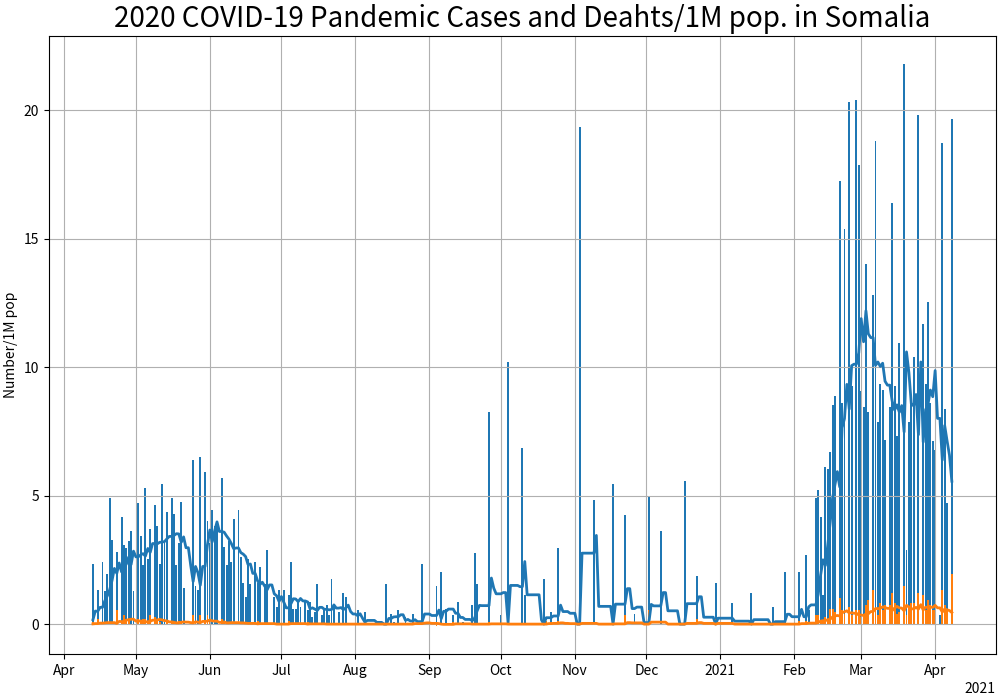 2020 COVID-19 Pandemic Cases and Deahts/1M pop. in Somalia
Number/1M pop
20
15
10
5
0
Apr May Jun Jul Aug Sep Oct Nov Dec 2021 Feb Mar Apr
2021